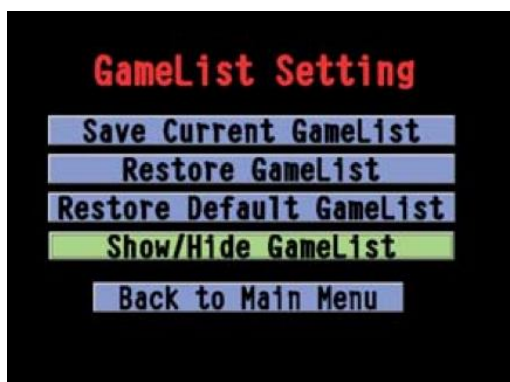 GameList Setting
Save Current GameList
Restore GameList
Restore Default GameList
Show/Hide GameList
Back to Main Menu